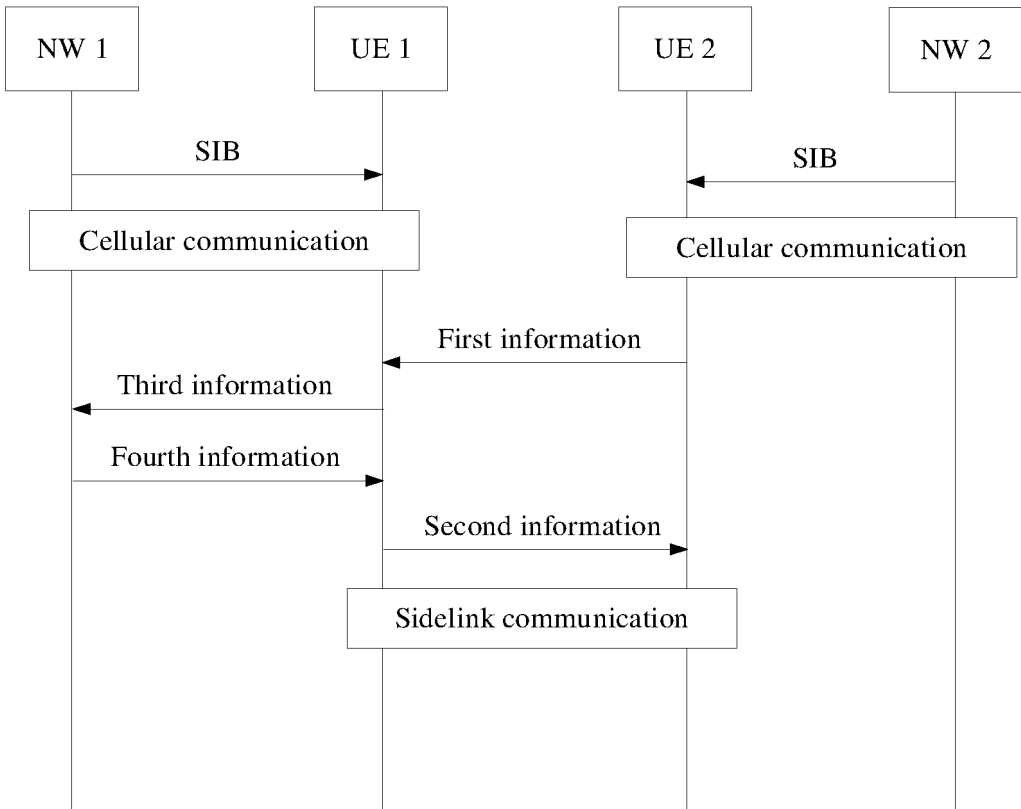 NW 1
UE 1
UE 2
NW 2
SIB
SIB
Cellular communication
Cellular communication
First information
Third information
Fourth information
Second information
Sidelink communication